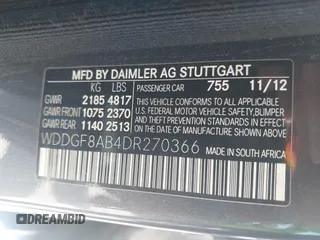 MFD BY DAIMLER AG STUTTGART
KG LBS PASSENGER CAR 755 11/12
GVWR 2185 4817
GAWR FRONT 1075 2370
GAWR REAR 1140 2513
THIS VEHICLE CONFORMS TO ALL APPLICABLE U.S. FEDERAL MOTOR VEHICLE SAFETY, BUMPER, AND THEFT PREVENTION STANDARDS IN EFFECT ON THE DATE OF MANUFACTURE SHOWN ABOVE.
WDDGF8AB4DR270366
MADE IN SOUTH AFRICA
DREAMBID